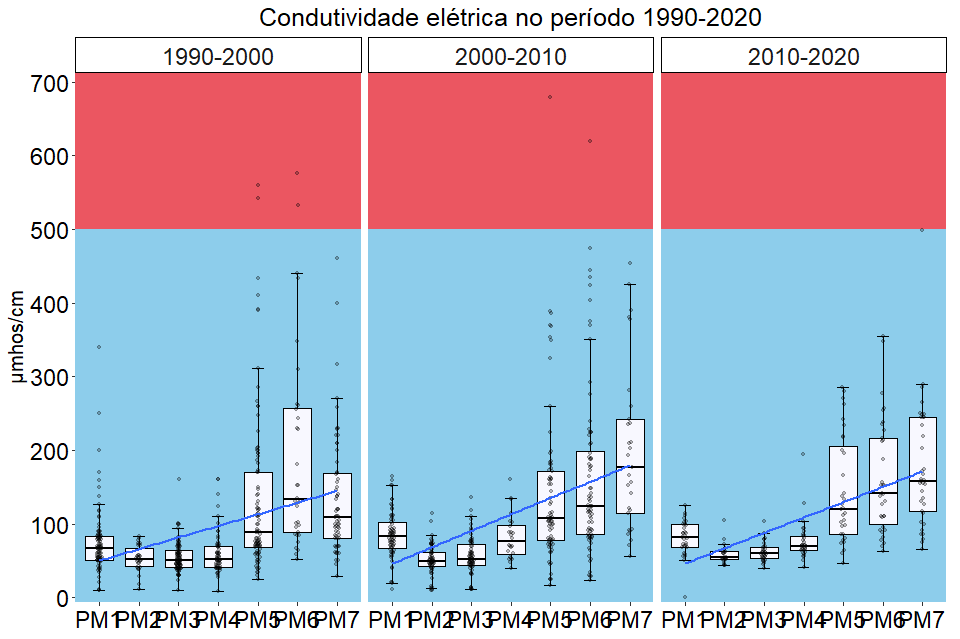 Condutividade elétrica no período 1990-2020
1990-2000
2000-2010
2010-2020
700
600
500
400
300
200
100
0
µmhos/cm
PM1 PM2 PM3 PM4 PM5 PM6 PM7
PM1 PM2 PM3 PM4 PM5 PM6 PM7
PM1 PM2 PM3 PM4 PM5 PM6 PM7